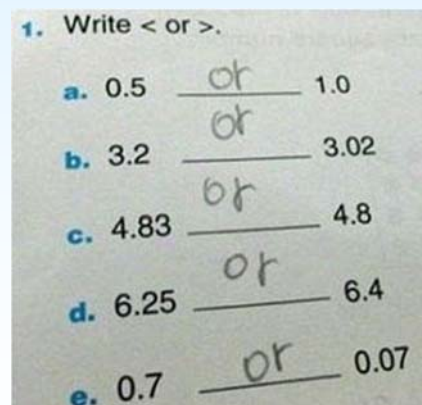 1. Write < or >.
a. 0.5 or 1.0
b. 3.2 or 3.02
c. 4.83 or 4.8
d. 6.25 or 6.4
e. 0.7 or 0.07